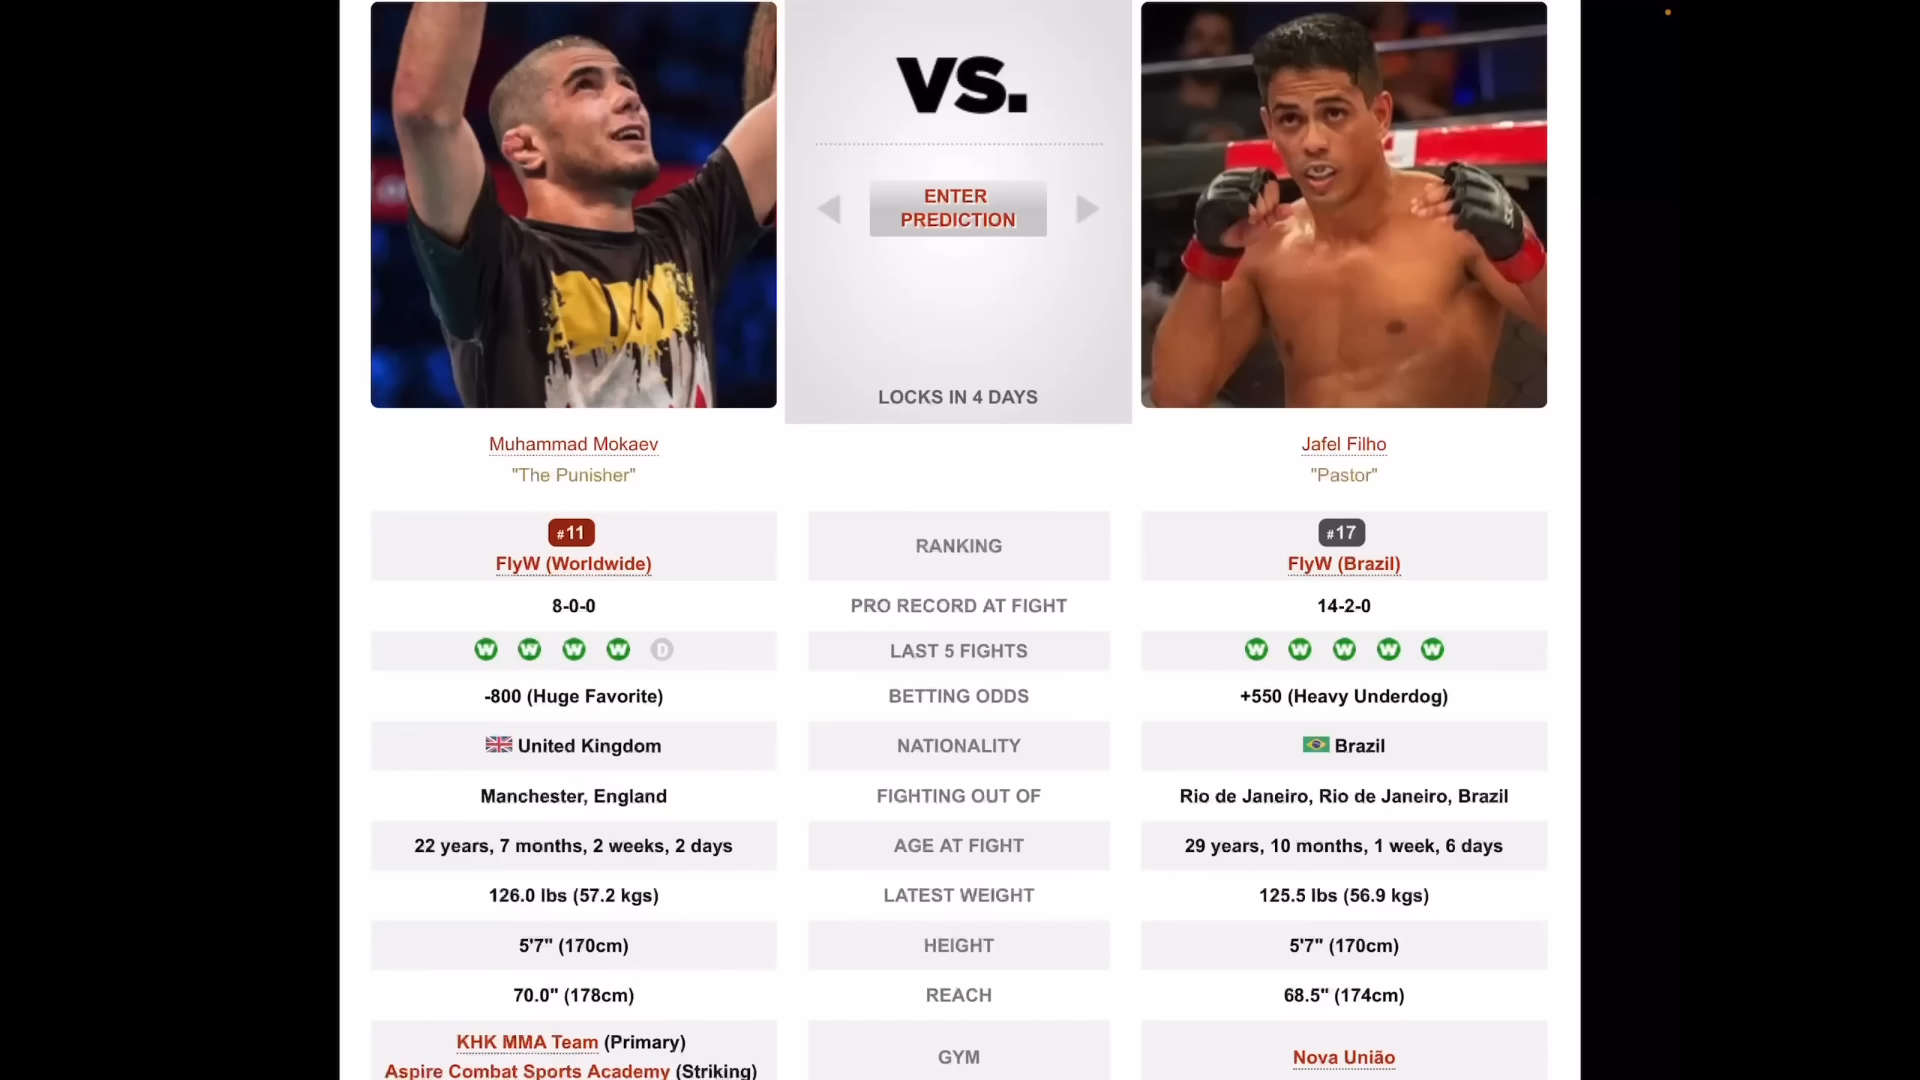 VS.
ENTER
PREDICTION
LOCKS IN 4 DAYS
Muhammad Mokaev
Jafel Filho
"The Punisher"
"Pastor"
#11
FlyW (Worldwide)
RANKING
#17
FlyW (Brazil)
8-0-0
PRO RECORD AT FIGHT
14-2-0
W W W W D
LAST 5 FIGHTS
W W W W W
-800 (Huge Favorite)
BETTING ODDS
+550 (Heavy Underdog)
United Kingdom
NATIONALITY
Brazil
Manchester, England
FIGHTING OUT OF
Rio de Janeiro, Rio de Janeiro, Brazil
22 years, 7 months, 2 weeks, 2 days
AGE AT FIGHT
29 years, 10 months, 1 week, 6 days
126.0 lbs (57.2 kgs)
LATEST WEIGHT
125.5 lbs (56.9 kgs)
5'7" (170cm)
HEIGHT
5'7" (170cm)
70.0" (178cm)
REACH
68.5" (174cm)
KHK MMA Team (Primary)
Aspire Combat Sports Academy (Striking)
GYM
Nova União